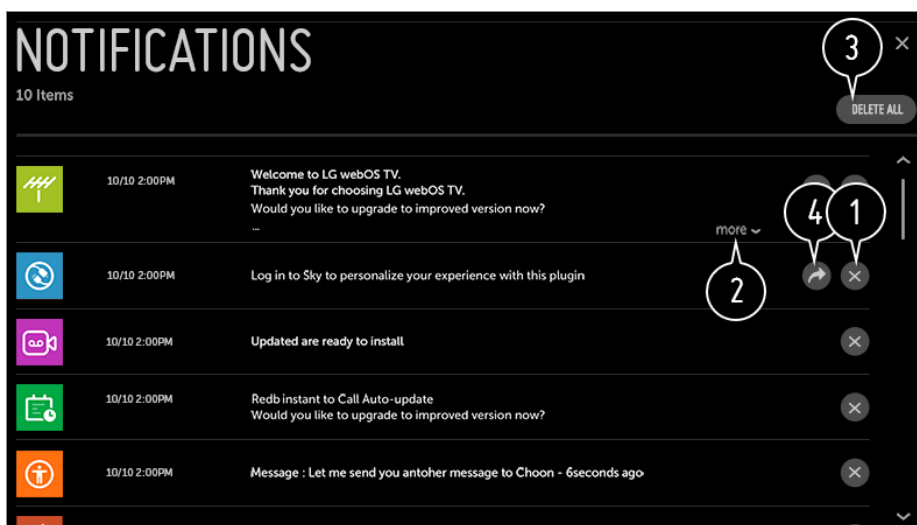 NOTIFICATIONS
10 Items
3
DELETE ALL
10/10 2:00PM
Welcome to LG webOS TV.
Thank you for choosing LG webOS TV.
Would you like to upgrade to improved version now?
...
more
4
1
10/10 2:00PM
Log in to Sky to personalize your experience with this plugin
2
10/10 2:00PM
Updated are ready to install
10/10 2:00PM
Redb instant to Call Auto-update
Would you like to upgrade to improved version now?
10/10 2:00PM
Message : Let me send you antoher message to Choon - 6seconds ago